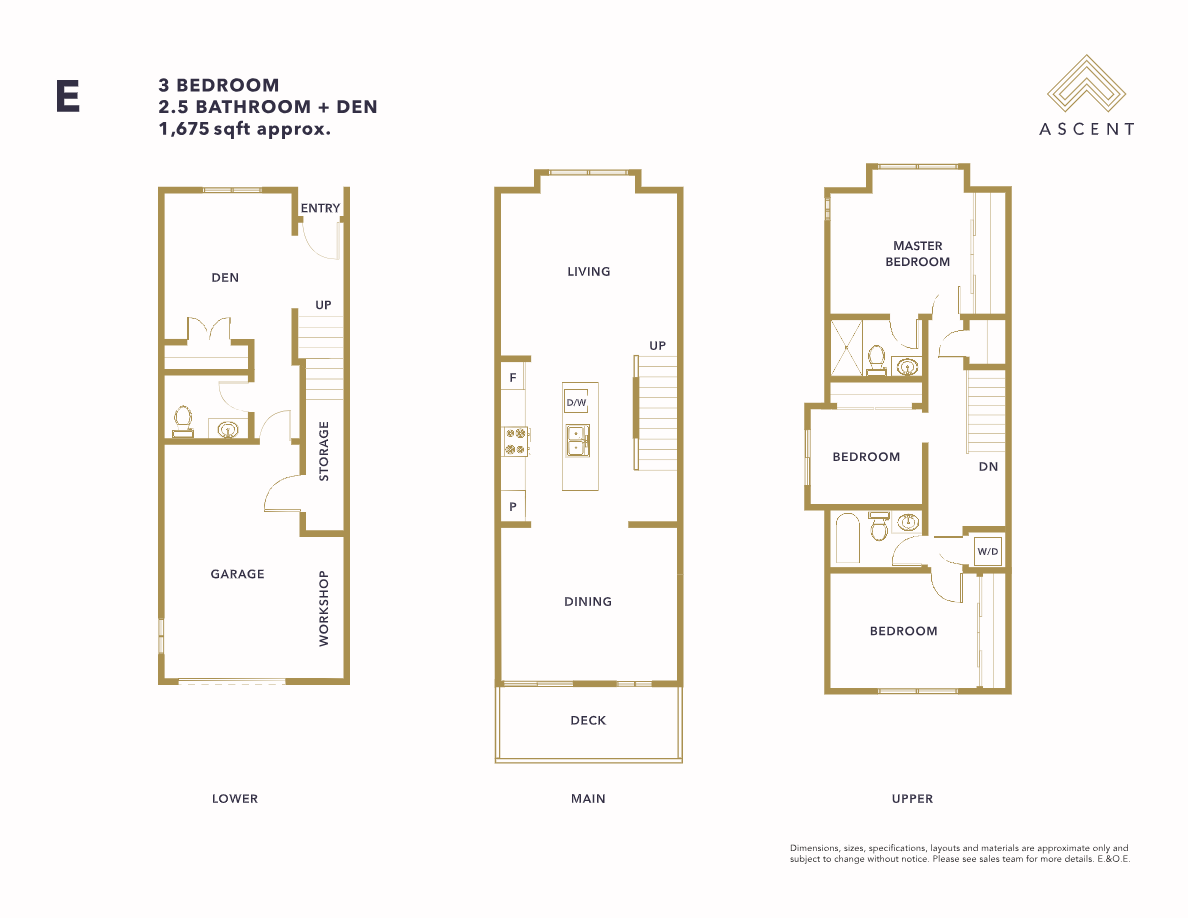 E
3 BEDROOM
2.5 BATHROOM + DEN
1,675 sqft approx.
ASCENT
ENTRY
DEN
UP
STORAGE
GARAGE
WORKSHOP
LOWER
LIVING
UP
F
D/W
P
DINING
DECK
MAIN
MASTER
BEDROOM
BEDROOM
DN
W/D
BEDROOM
UPPER
Dimensions, sizes, specifications, layouts and materials are approximate only and
subject to change without notice. Please see sales team for more details. E.&O.E.